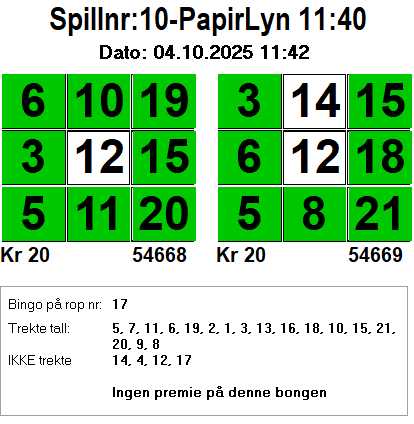 Spillnr:10-PapirLyn 11:40
Dato: 04.10.2025 11:42
6 10 19 3 14 15
3 12 15 6 12 18
5 11 20 5 8 21
Kr 20 54668 Kr 20 54669
Bingo på rop nr: 17
Trekte tall: 5, 7, 11, 6, 19, 2, 1, 3, 13, 16, 18, 10, 15, 21,
20, 9, 8
IKKE trekte 14, 4, 12, 17
Ingen premie på denne bongen